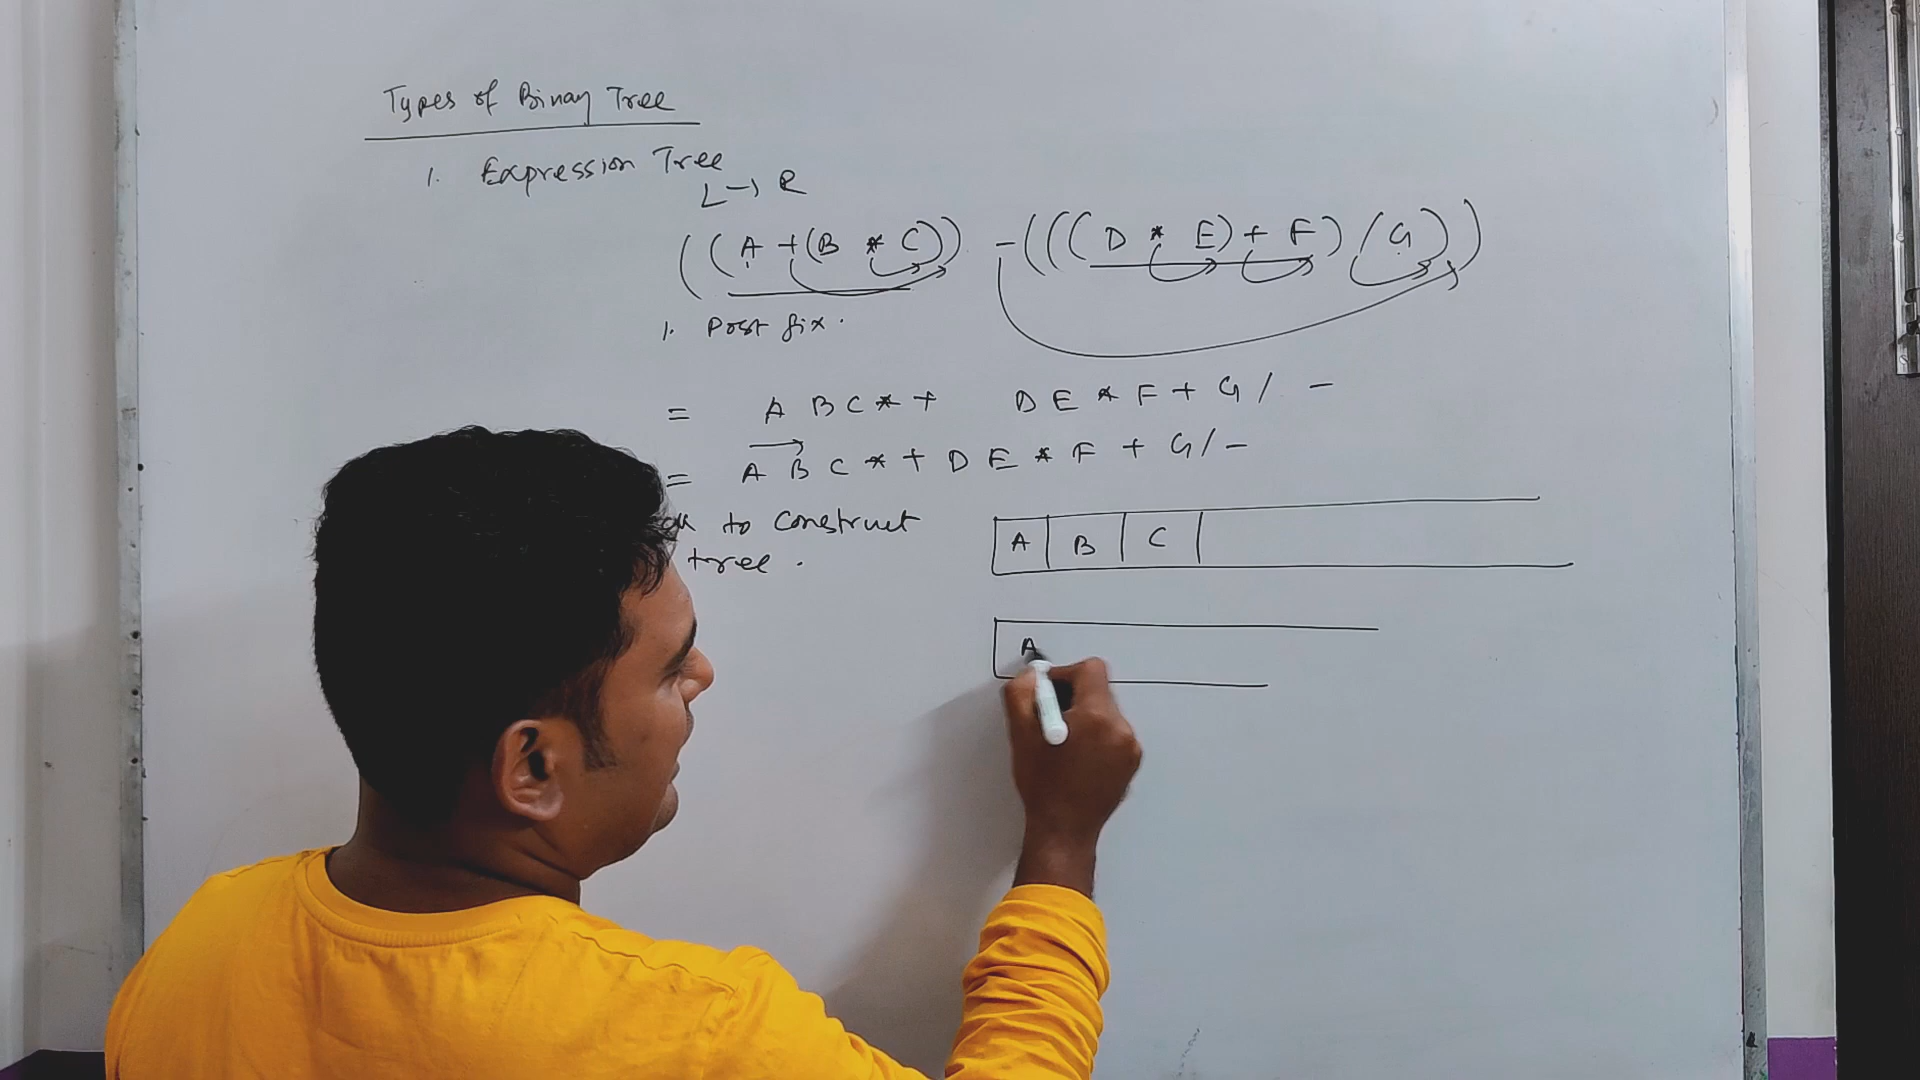 Types of Binay Tree
1. Expression Tree
L → R
((A +(B * C)) -(((D * E)+ F) / G))
1. Post fix.
= A B C * + D E * F + G / -
= A B C * + D E * F + G / -
to construct
tree.
A B C
A